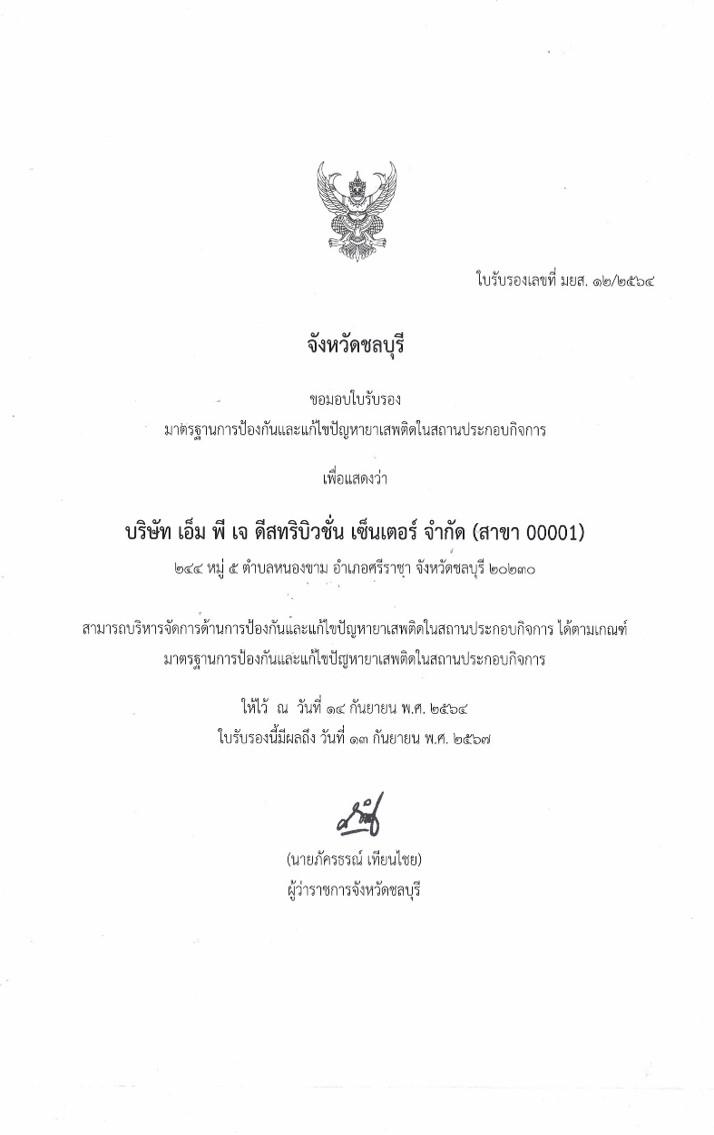 ใบรับรองเลขที่ มยส. ๑๒/๒๕๖๔
จังหวัดชลบุรี
ขอมอบใบรับรอง
มาตรฐานการป้องกันและแก้ไขปัญหายาเสพติดในสถานประกอบกิจการ
เพื่อแสดงว่า
บริษัท เอ็ม พี เจ ดีสทริบิวชั่น เซ็นเตอร์ จำกัด (สาขา 00001)
๒๔๔ หมู่ ๕ ตำบลหนองขาม อำเภอศรีราชา จังหวัดชลบุรี ๒๐๒๓๐
สามารถบริหารจัดการด้านการป้องกันและแก้ไขปัญหายาเสพติดในสถานประกอบกิจการ ได้ตามเกณฑ์
มาตรฐานการป้องกันและแก้ไขปัญหายาเสพติดในสถานประกอบกิจการ
ให้ไว้ ณ วันที่ ๑๔ กันยายน พ.ศ. ๒๕๖๔
ใบรับรองนี้มีผลถึง วันที่ ๑๓ กันยายน พ.ศ. ๒๕๖๗
(นายภัครธรณ์ เทียนไชย)
ผู้ว่าราชการจังหวัดชลบุรี